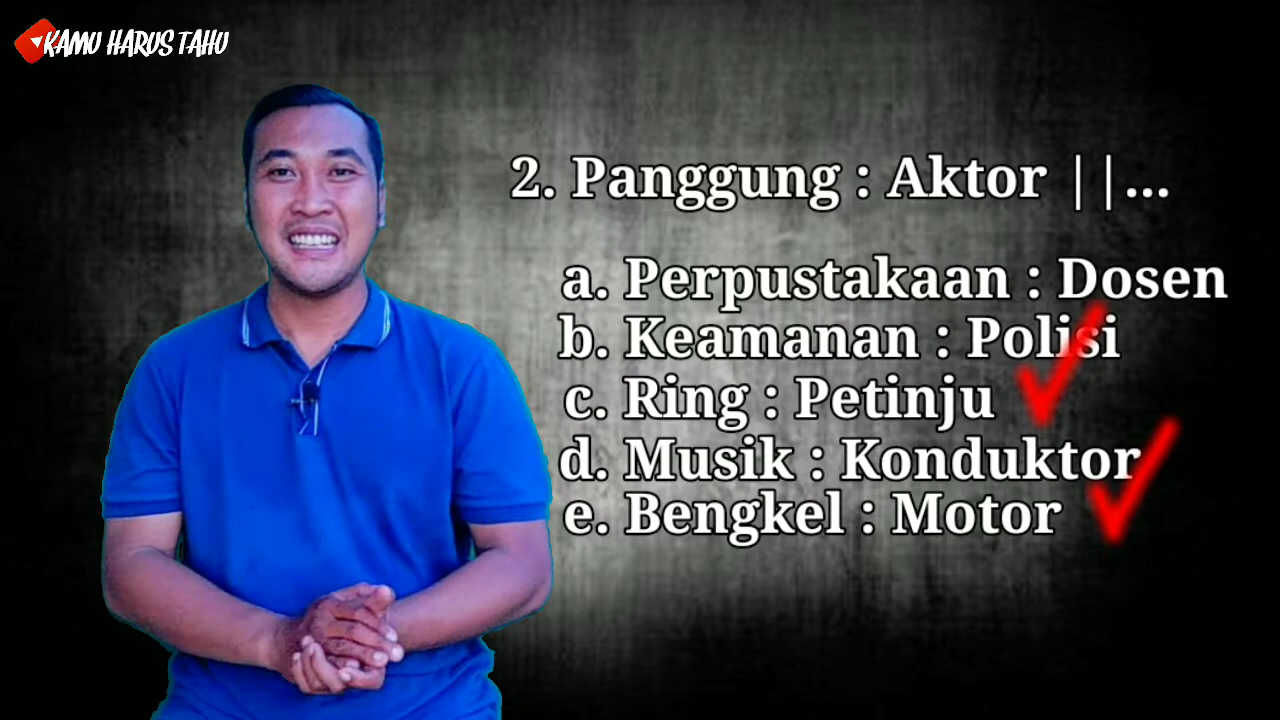 KAMU HARUS TAHU
2. Panggung : Aktor ||...
a. Perpustakaan : Dosen
b. Keamanan : Polisi
c. Ring : Petinju
d. Musik : Konduktor
e. Bengkel : Motor